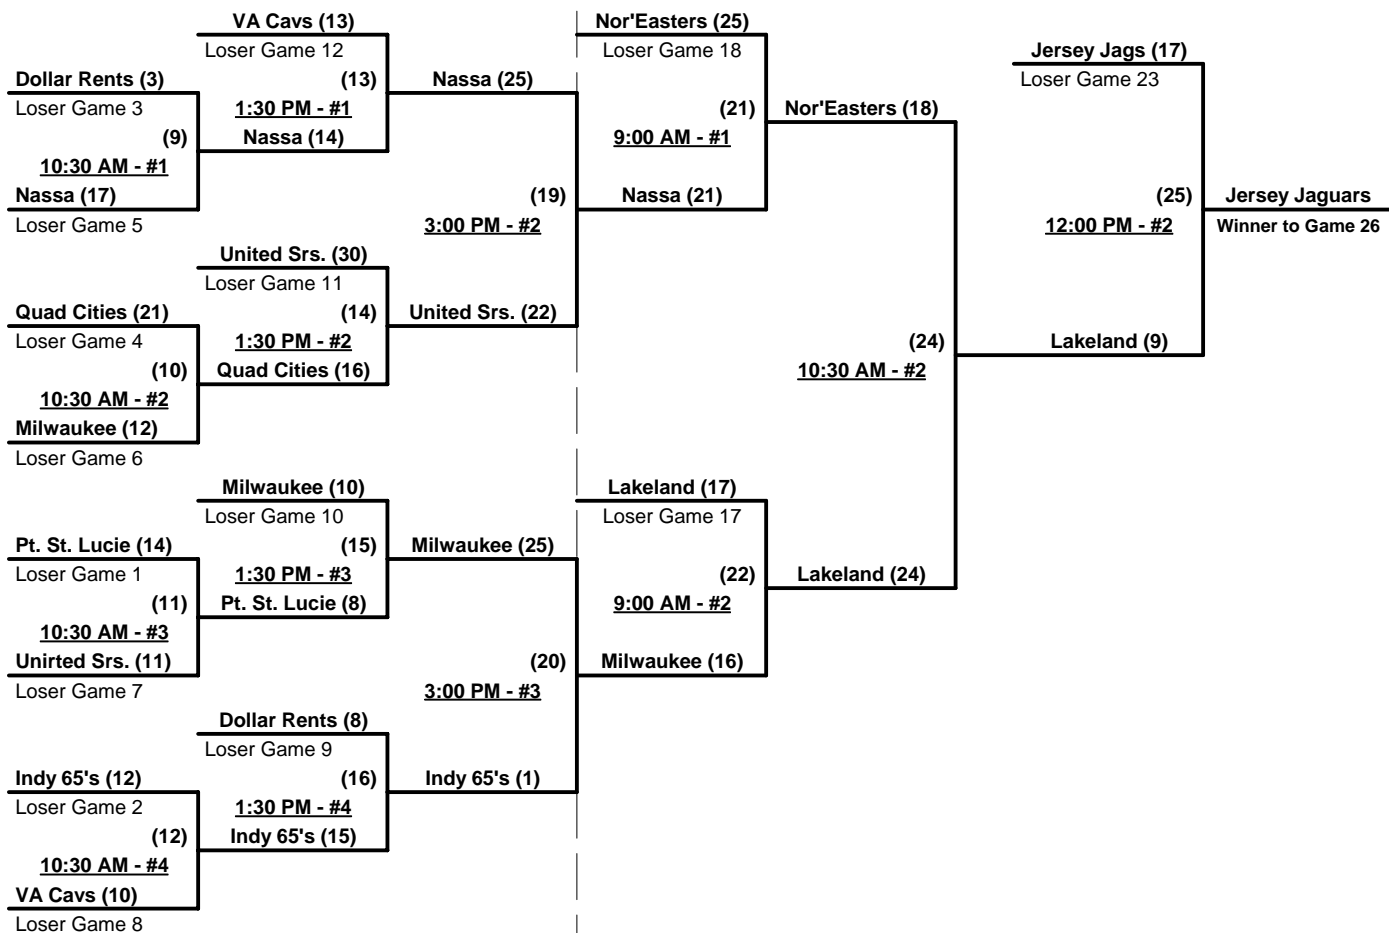 VA Cavs (13)
Loser Game 12
Nor'Easters (25)
Loser Game 18
Jersey Jags (17)
Loser Game 23
Dollar Rents (3)
Loser Game 3
(13)
1:30 PM - #1
Nassa (25)
(21)
9:00 AM - #1
Nor'Easters (18)
(9)
10:30 AM - #1
Nassa (14)
Nassa (17)
Loser Game 5
(19)
3:00 PM - #2
Nassa (21)
(25)
12:00 PM - #2
Jersey Jaguars
Winner to Game 26
United Srs. (30)
Loser Game 11
Quad Cities (21)
Loser Game 4
(14)
1:30 PM - #2
United Srs. (22)
(24)
10:30 AM - #2
Lakeland (9)
(10)
10:30 AM - #2
Quad Cities (16)
Milwaukee (12)
Loser Game 6
Milwaukee (10)
Loser Game 10
Lakeland (17)
Loser Game 17
Pt. St. Lucie (14)
Loser Game 1
(15)
1:30 PM - #3
Milwaukee (25)
(22)
9:00 AM - #2
Lakeland (24)
(11)
10:30 AM - #3
Pt. St. Lucie (8)
Unirted Srs. (11)
Loser Game 7
(20)
3:00 PM - #3
Milwaukee (16)
Dollar Rents (8)
Loser Game 9
Indy 65's (12)
Loser Game 2
(16)
1:30 PM - #4
Indy 65's (1)
(12)
10:30 AM - #4
Indy 65's (15)
VA Cavs (10)
Loser Game 8